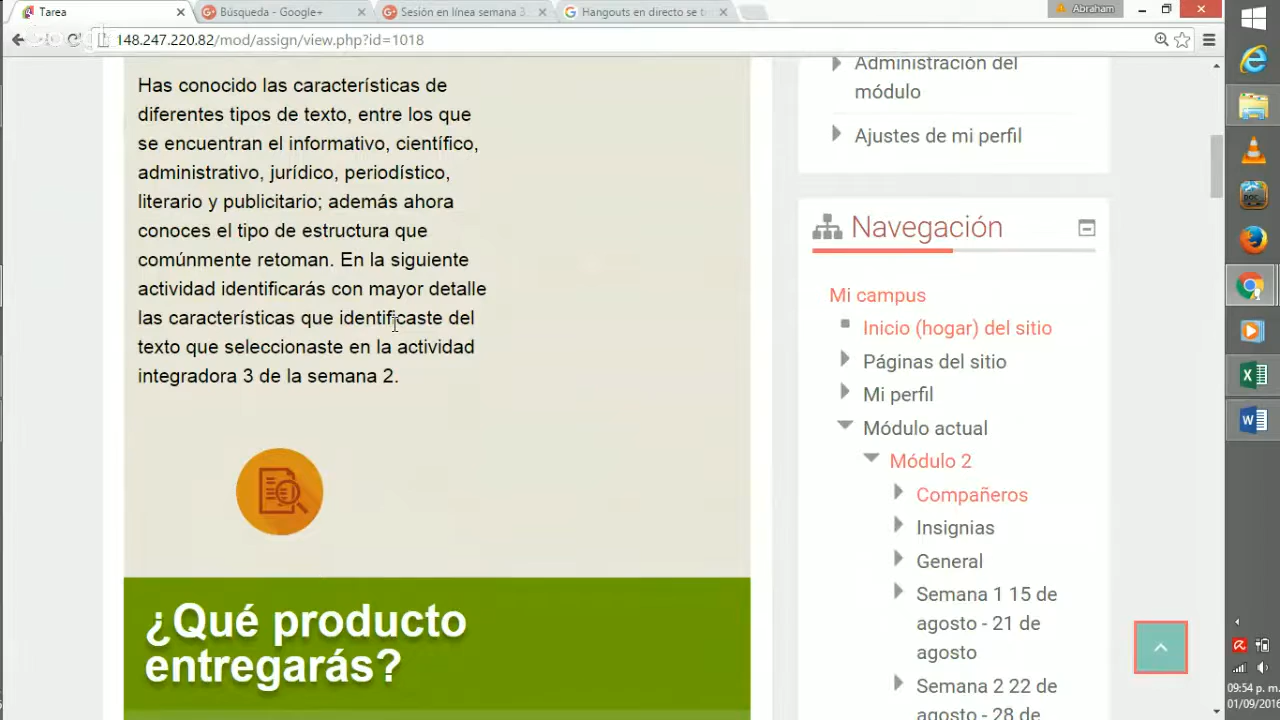 Tarea
Búsqueda - Google+
Sesión en línea semana 3
Hangouts en directo se t
Abraham
148.247.220.82/mod/assign/view.php?id=1018
Has conocido las características de
diferentes tipos de texto, entre los que
se encuentran el informativo, científico,
administrativo, jurídico, periodístico,
literario y publicitario; además ahora
conoces el tipo de estructura que
comúnmente retoman. En la siguiente
actividad identificarás con mayor detalle
las características que identificaste del
texto que seleccionaste en la actividad
integradora 3 de la semana 2.
¿Qué producto
entregarás?
Administración del
módulo
Ajustes de mi perfil
Navegación
Mi campus
Inicio (hogar) del sitio
Páginas del sitio
Mi perfil
Módulo actual
Módulo 2
Compañeros
Insignias
General
Semana 1 15 de
agosto - 21 de
agosto
Semana 2 22 de
agosto - 28 de
09:54 p. m.
01/09/2016